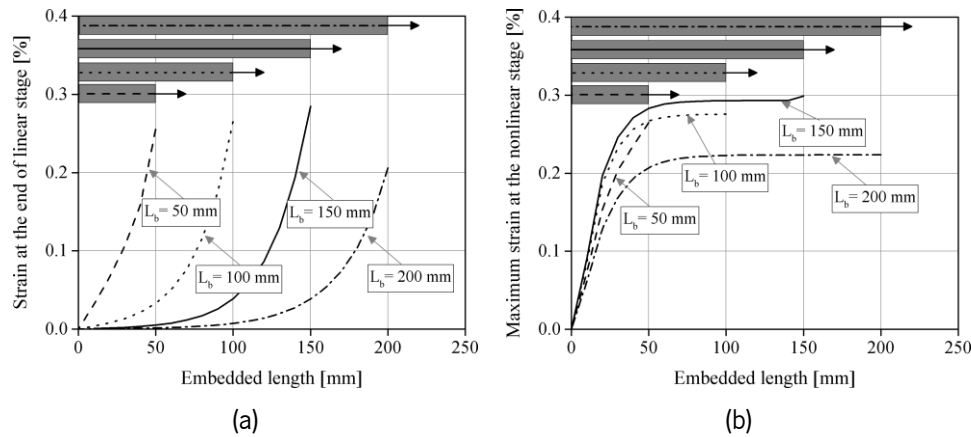 Strain at the end of linear stage [%]
0.4
0.3
0.2
0.1
0.0
L_b= 50 mm
L_b= 150 mm
L_b= 100 mm
L_b= 200 mm
0 50 100 150 200 250
Embedded length [mm]
(a)
Maximum strain at the nonlinear stage [%]
0.4
0.3
0.2
0.1
0.0
L_b= 150 mm
L_b= 100 mm
L_b= 50 mm
L_b= 200 mm
0 50 100 150 200 250
Embedded length [mm]
(b)